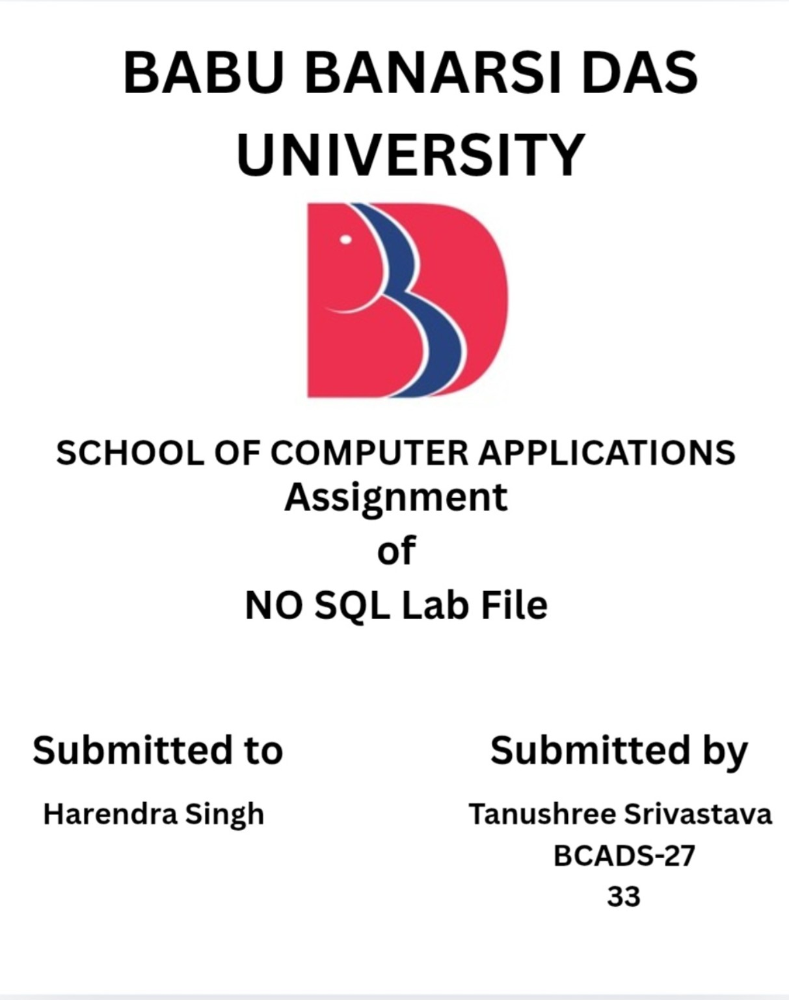 BABU BANARSI DAS
UNIVERSITY
SCHOOL OF COMPUTER APPLICATIONS
Assignment
of
NO SQL Lab File
Submitted to
Submitted by
Harendra Singh
Tanushree Srivastava
BCADS-27
33